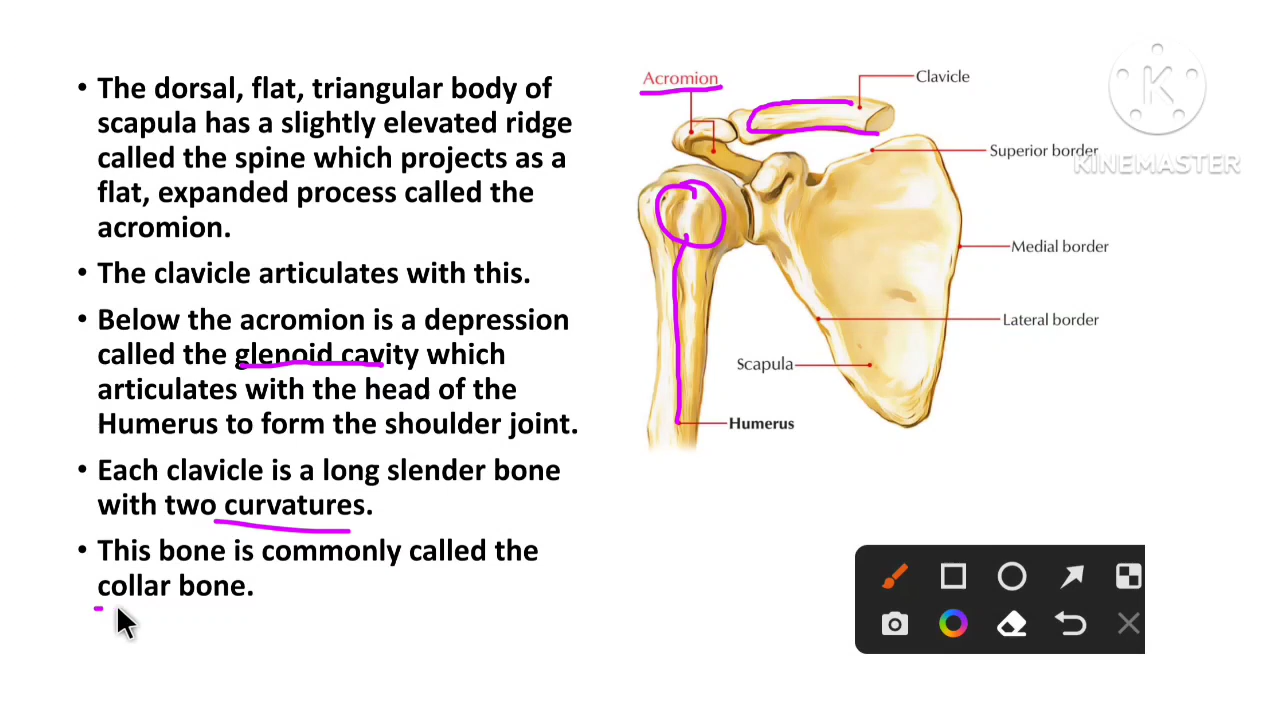 • The dorsal, flat, triangular body of
scapula has a slightly elevated ridge
called the spine which projects as a
flat, expanded process called the
acromion.
• The clavicle articulates with this.
• Below the acromion is a depression
called the glenoid cavity which
articulates with the head of the
Humerus to form the shoulder joint.
• Each clavicle is a long slender bone
with two curvatures.
• This bone is commonly called the
collar bone.
Acromion
Clavicle
Superior border
Medial border
Lateral border
Scapula
Humerus
K
KINEMASTER